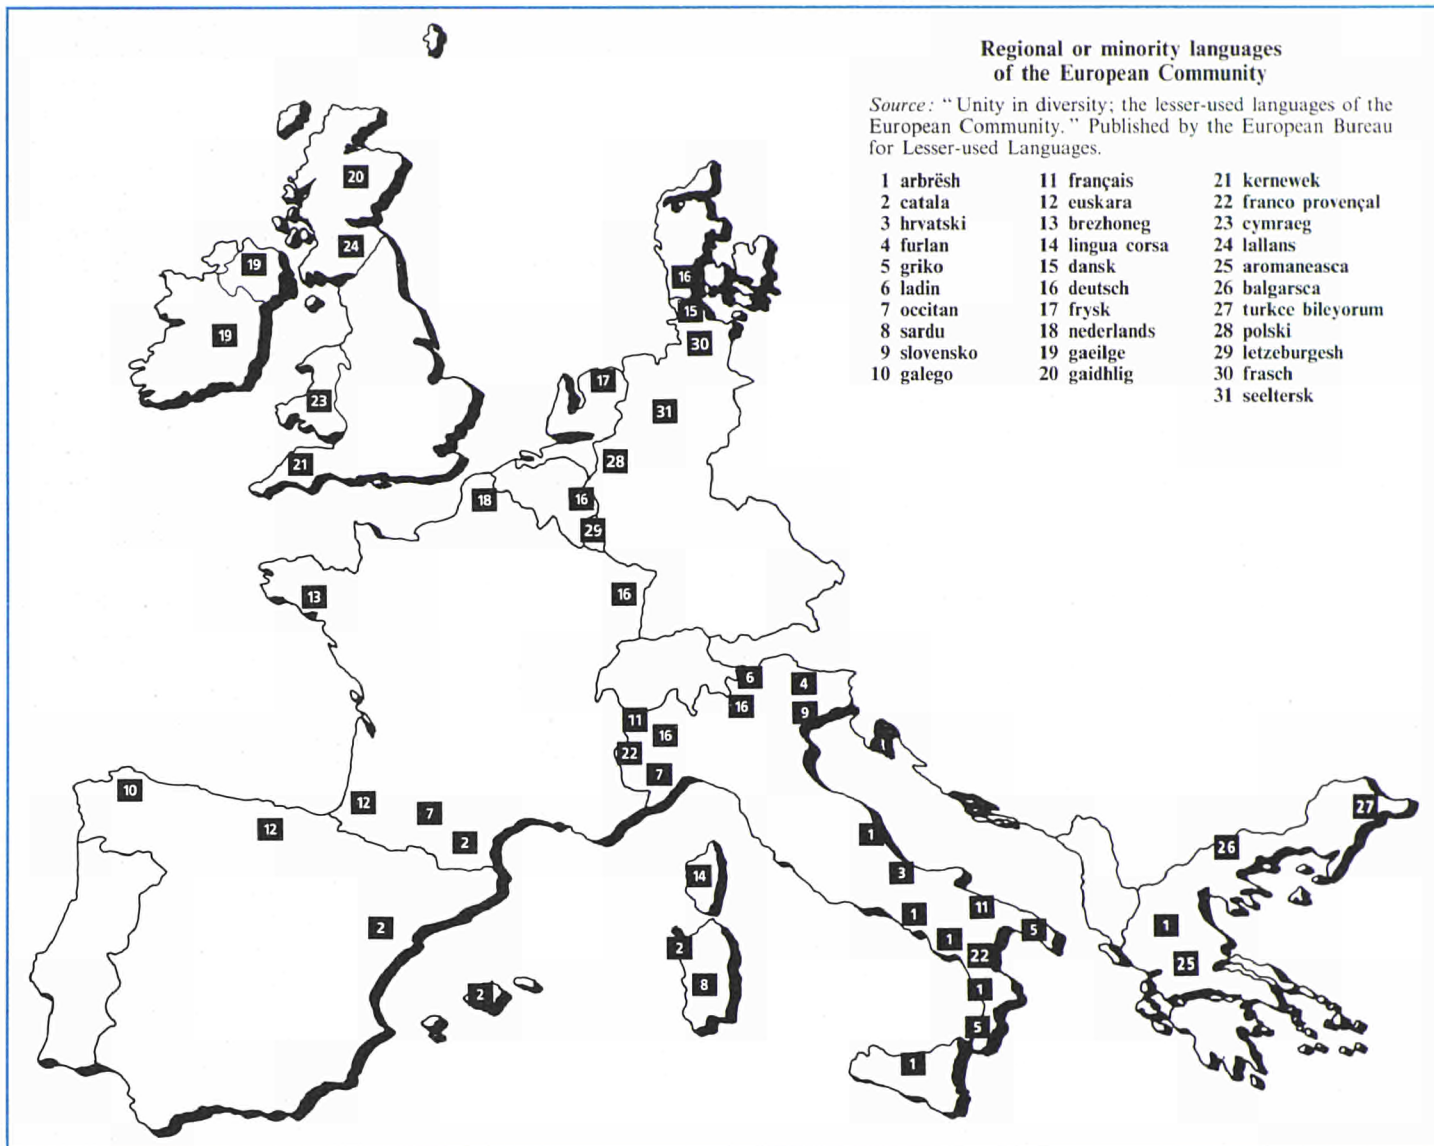 Regional or minority languages
of the European Community
Source: "Unity in diversity; the lesser-used languages of the
European Community." Published by the European Bureau
for Lesser-used Languages.
1 arbrësh
2 catala
3 hrvatski
4 furlan
5 griko
6 ladin
7 occitan
8 sardu
9 slovensko
10 galego
11 français
12 euskara
13 brezhoneg
14 lingua corsa
15 dansk
16 deutsch
17 frysk
18 nederlands
19 gaeilge
20 gaidhlig
21 kernewek
22 franco provençal
23 cymraeg
24 lallans
25 aromaneasca
26 balgarsca
27 turkce bileyorum
28 polski
29 letzeburgesh
30 frasch
31 seeltersk
20
24
19
19
23
21
16
15
30
17
31
28
18
16
29
13
16
6
4
16
9
11
16
22
7
10
12
12
7
2
2
2
14
2
8
1
3
1
11
1
5
22
1
5
1
27
26
1
25